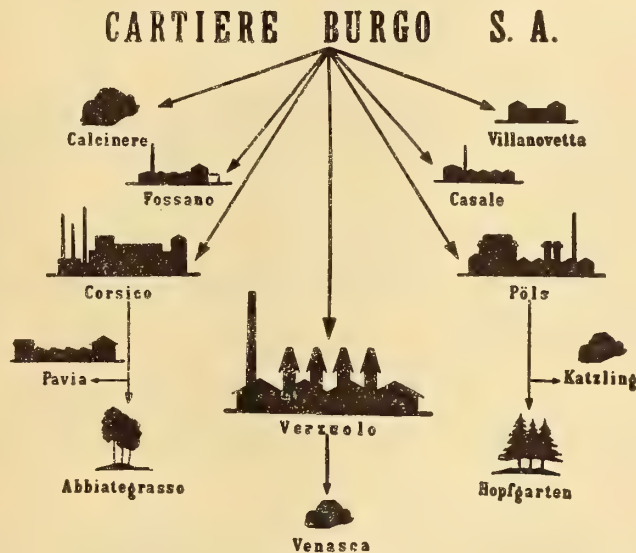 CARTIERE BURGO S. A.
Calcinere
Villanovetta
Fossano
Casale
Corsico
Pöls
Pavia
Katzling
Verzuolo
Abbiategrasso
Hopfgarten
Venasca